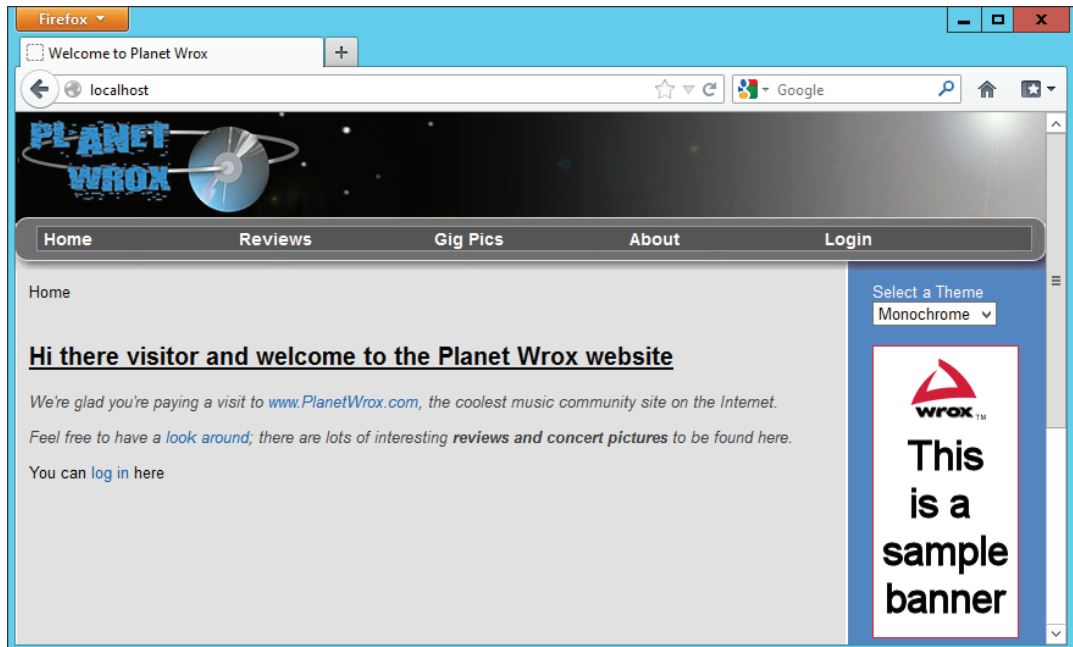 Firefox
Welcome to Planet Wrox
localhost
Google
PLANET
WROX
Home Reviews Gig Pics About Login
Home
Select a Theme
Monochrome
Hi there visitor and welcome to the Planet Wrox website
We're glad you're paying a visit to www.PlanetWrox.com, the coolest music community site on the Internet.
Feel free to have a look around; there are lots of interesting reviews and concert pictures to be found here.
You can log in here
wrox TM
This
is a
sample
banner